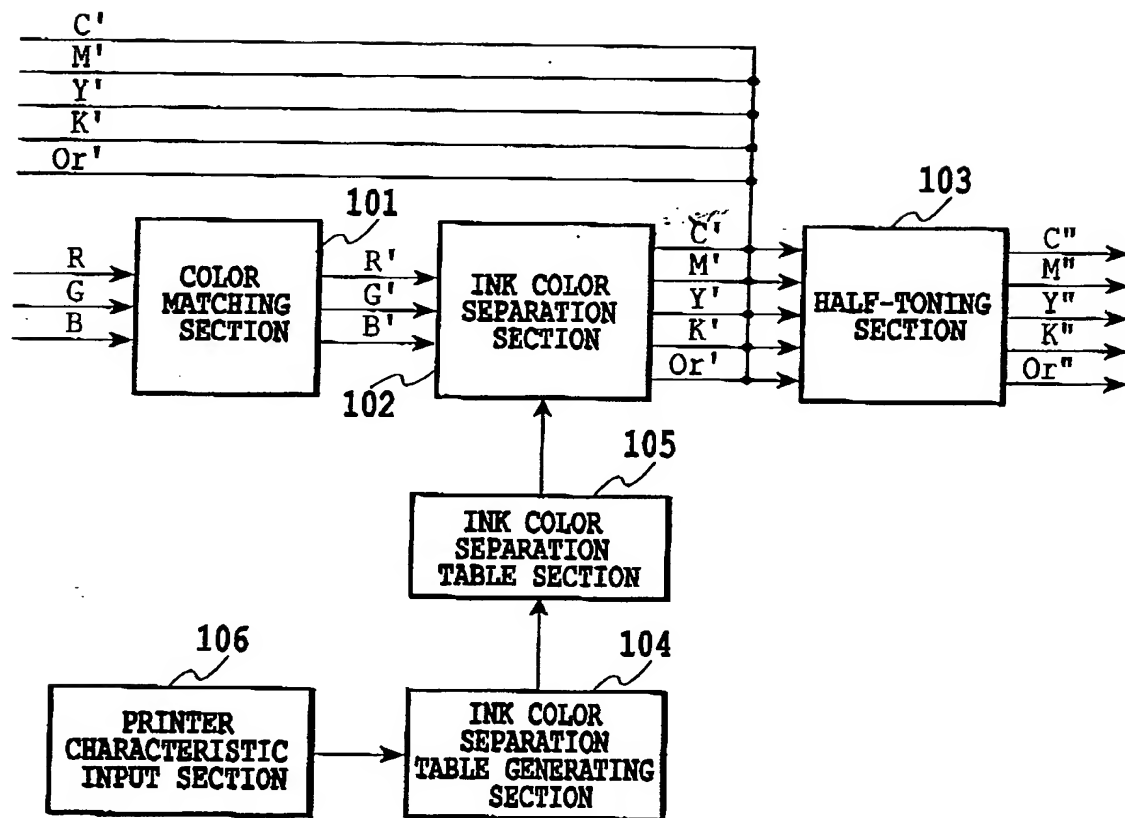 C'
M'
Y'
K'
Or'
101
103
R
G
B
COLOR
MATCHING
SECTION
R'
G'
B'
102
INK COLOR
SEPARATION
SECTION
C'
M'
Y'
K'
Or'
HALF-TONING
SECTION
C"
M"
Y"
K"
Or"
105
INK COLOR
SEPARATION
TABLE SECTION
106
104
PRINTER
CHARACTERISTIC
INPUT SECTION
INK COLOR
SEPARATION
TABLE GENERATING
SECTION